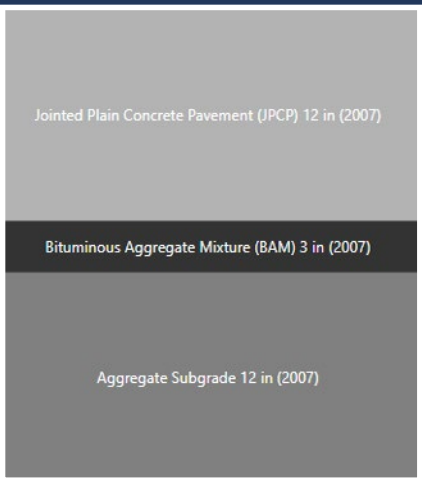 Jointed Plain Concrete Pavement (JPCP) 12 in (2007)
Bituminous Aggregate Mixture (BAM) 3 in (2007)
Aggregate Subgrade 12 in (2007)